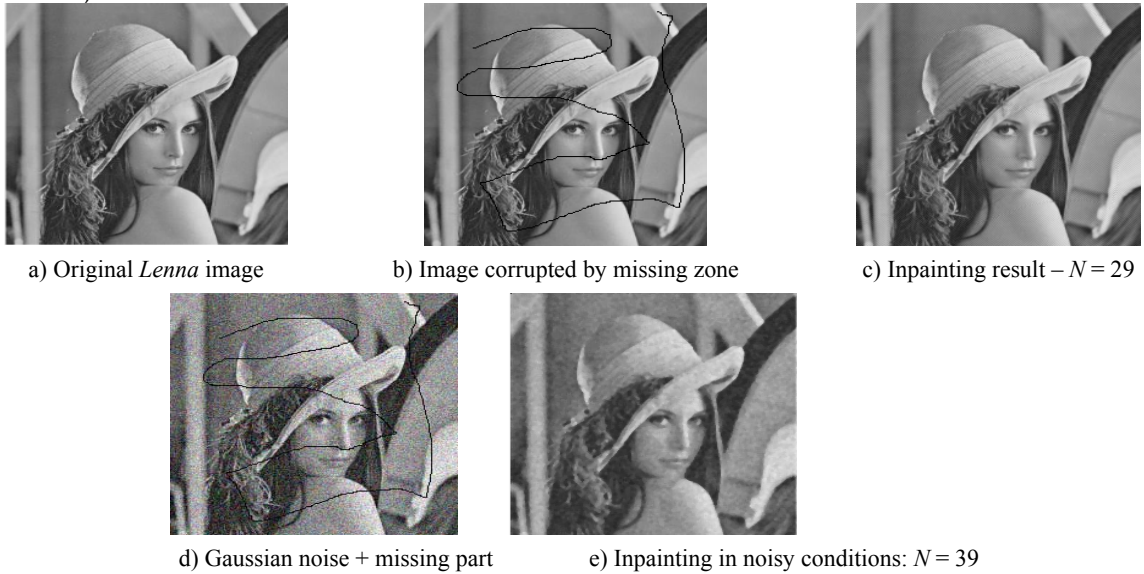 )
a) Original Lenna image
b) Image corrupted by missing zone
c) Inpainting result – N = 29
d) Gaussian noise + missing part
e) Inpainting in noisy conditions: N = 39